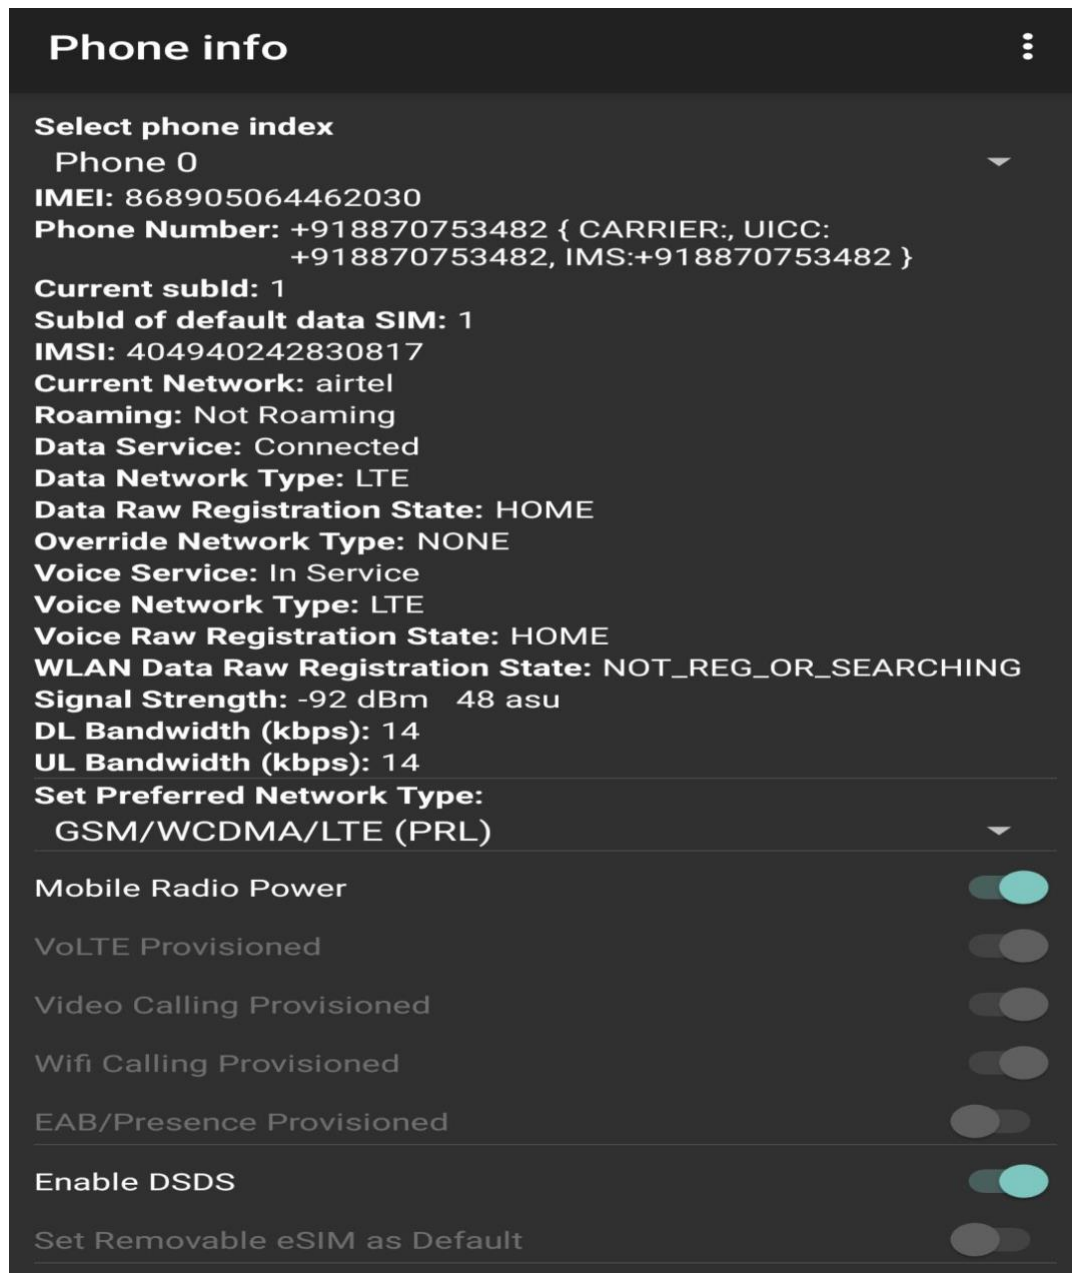 Phone info
Select phone index
Phone 0
IMEI: 868905064462030
Phone Number: +918870753482 { CARRIER:, UICC:
+918870753482, IMS:+918870753482 }
Current subId: 1
SubId of default data SIM: 1
IMSI: 404940242830817
Current Network: airtel
Roaming: Not Roaming
Data Service: Connected
Data Network Type: LTE
Data Raw Registration State: HOME
Override Network Type: NONE
Voice Service: In Service
Voice Network Type: LTE
Voice Raw Registration State: HOME
WLAN Data Raw Registration State: NOT_REG_OR_SEARCHING
Signal Strength: -92 dBm   48 asu
DL Bandwidth (kbps): 14
UL Bandwidth (kbps): 14
Set Preferred Network Type:
GSM/WCDMA/LTE (PRL)
Mobile Radio Power
VoLTE Provisioned
Video Calling Provisioned
Wifi Calling Provisioned
EAB/Presence Provisioned
Enable DSDS
Set Removable eSIM as Default